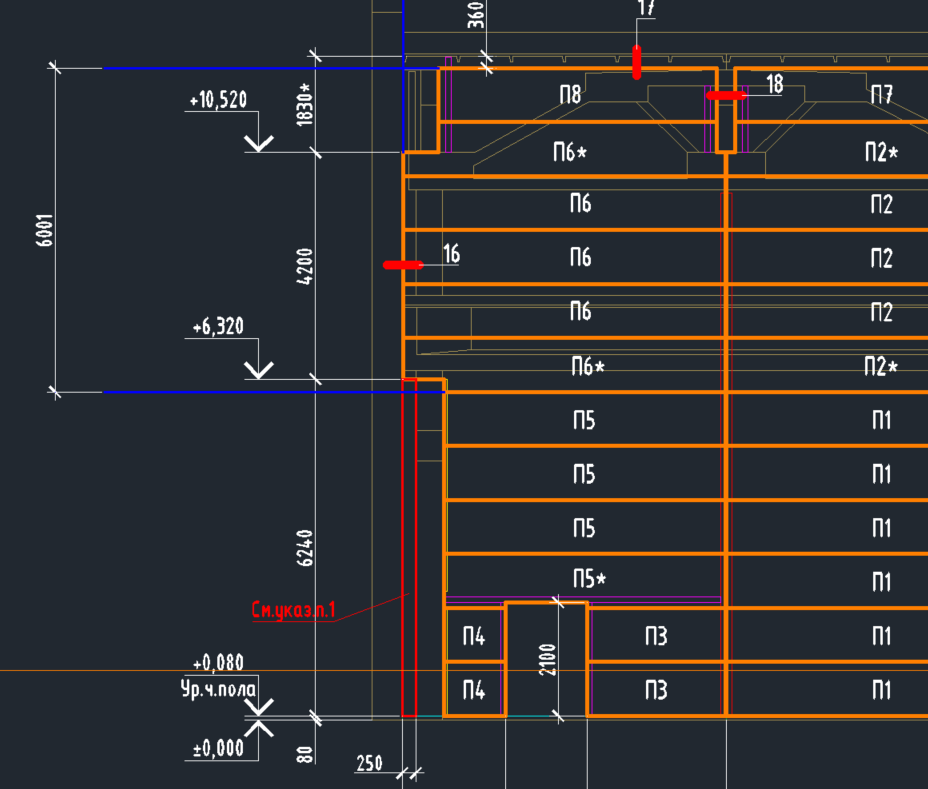 360
17
+10,520
1830*
П8
18
П7
П6*
П2*
П6
П2
6001
4200
16
П6
П2
+6,320
П6
П2
П6*
П2*
П5
П1
П5
П1
6240
П5
П1
П5*
П1
См.указ.п.1
П4
П3
П1
2100
+0,080
Ур.ч.пола
П4
П3
П1
±0,000
80
250